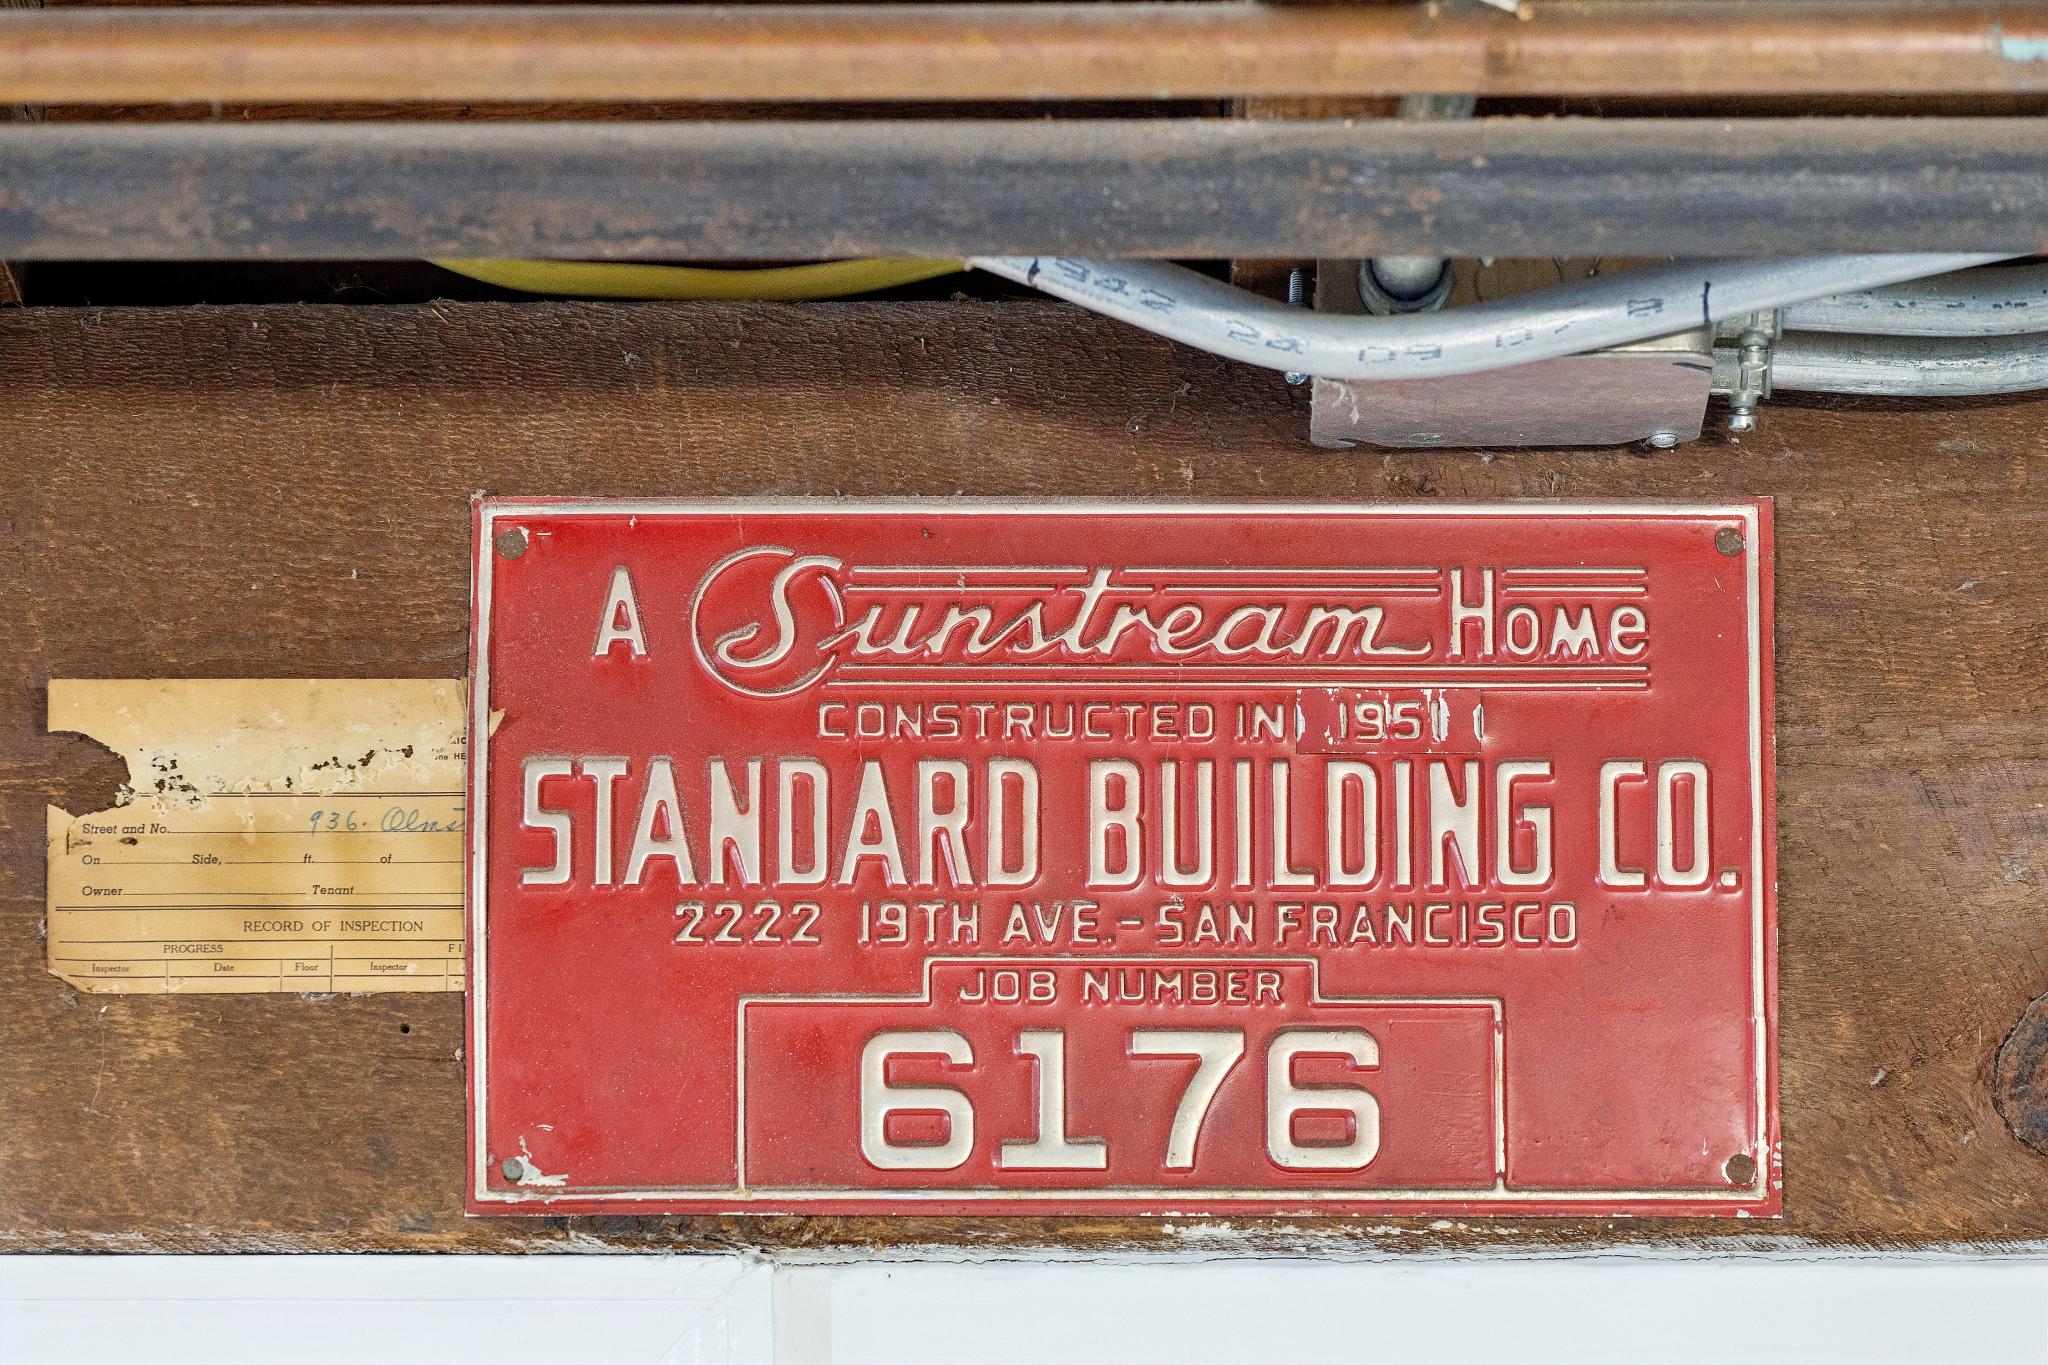 A Sunstream Home
CONSTRUCTED IN 1951
STANDARD BUILDING CO.
2222 19TH AVE.-SAN FRANCISCO
JOB NUMBER
6176
Street and No. 936.
On Side, ft. of
Owner Tenant
RECORD OF INSPECTION
PROGRESS
Inspector Date Floor Inspector